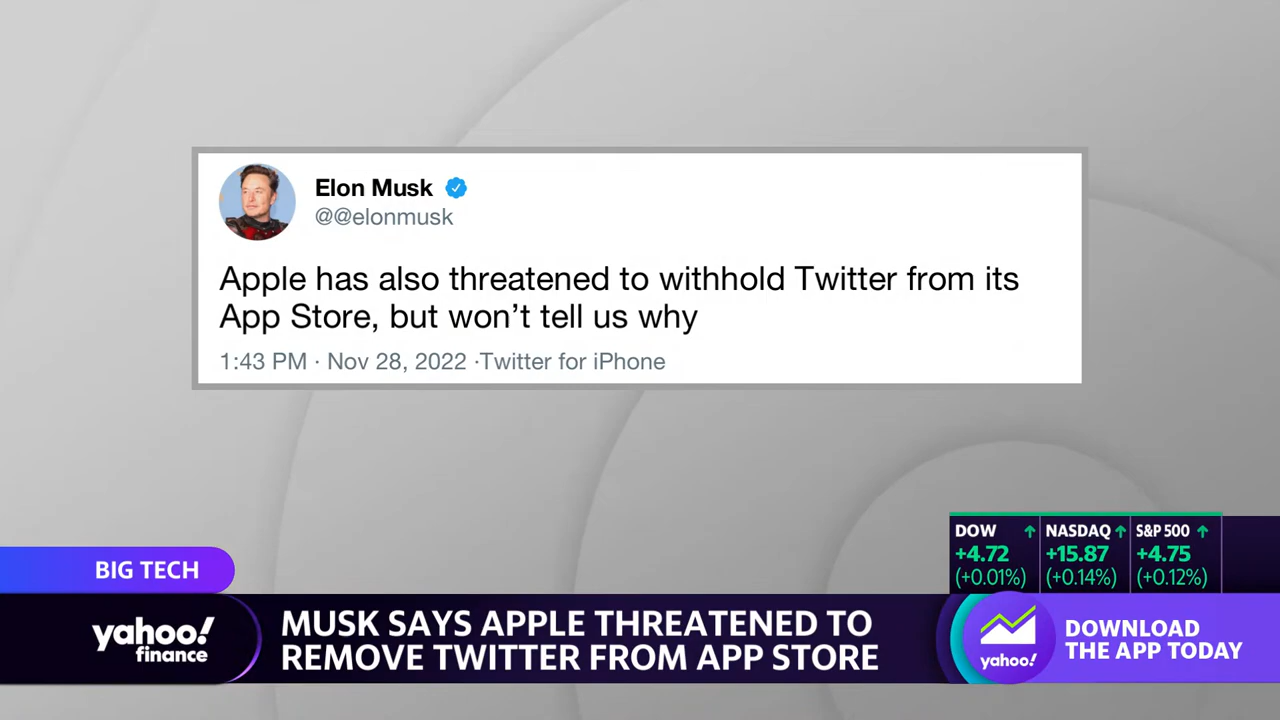 Elon Musk
@@elonmusk
Apple has also threatened to withhold Twitter from its
App Store, but won’t tell us why
1:43 PM · Nov 28, 2022 ·Twitter for iPhone
DOW
+4.72
(+0.01%)
NASDAQ
+15.87
(+0.14%)
S&P 500
+4.75
(+0.12%)
BIG TECH
yahoo!
finance
MUSK SAYS APPLE THREATENED TO
REMOVE TWITTER FROM APP STORE
yahoo!
DOWNLOAD
THE APP TODAY